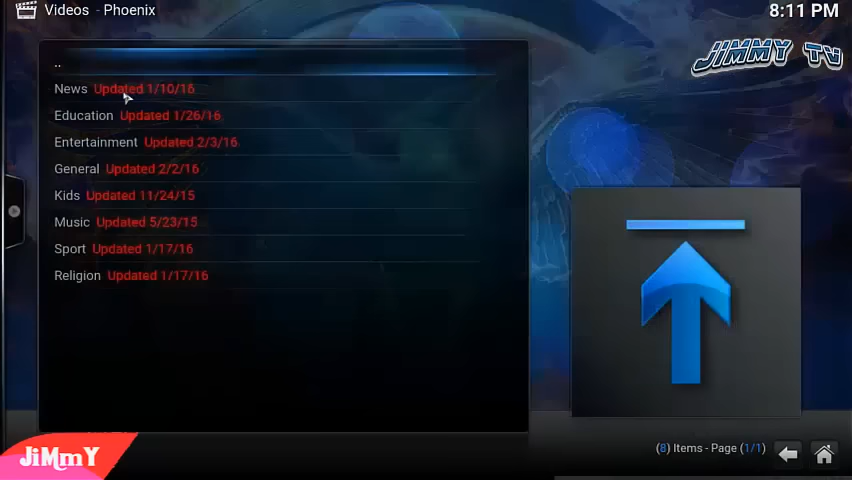 Videos - Phoenix
8:11 PM
JIMMY TV
..
News Updated 1/10/16
Education Updated 1/26/16
Entertainment Updated 2/3/16
General Updated 2/2/16
Kids Updated 11/24/15
Music Updated 5/23/15
Sport Updated 1/17/16
Religion Updated 1/17/16
(8) Items - Page (1/1)
JiMmY